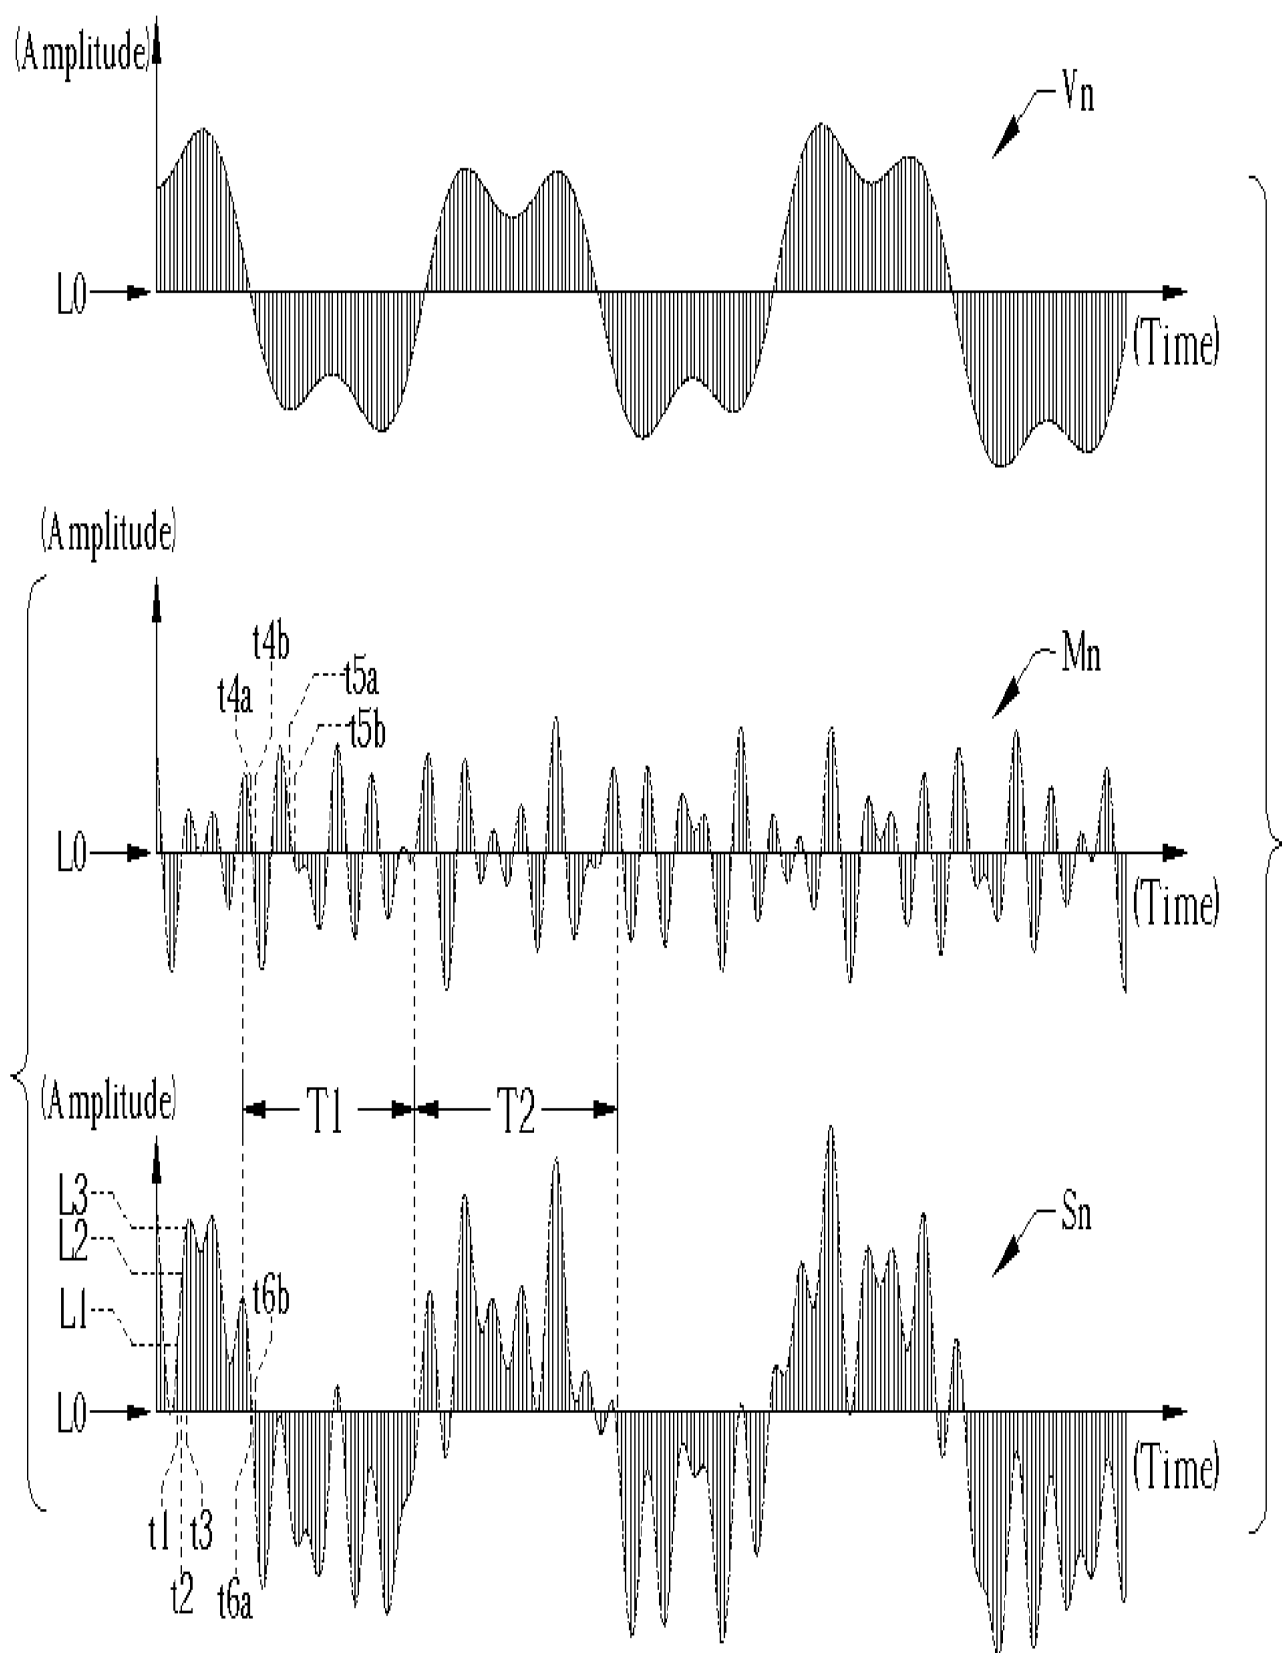 (Amplitude)
Vn
L0
(Time)
(Amplitude)
t4b
Mn
t4a
t5a
t5b
L0
(Time)
(Amplitude)
T1
T2
L3
Sn
L2
t6b
L1
L0
(Time)
t1
t3
t2
t6a